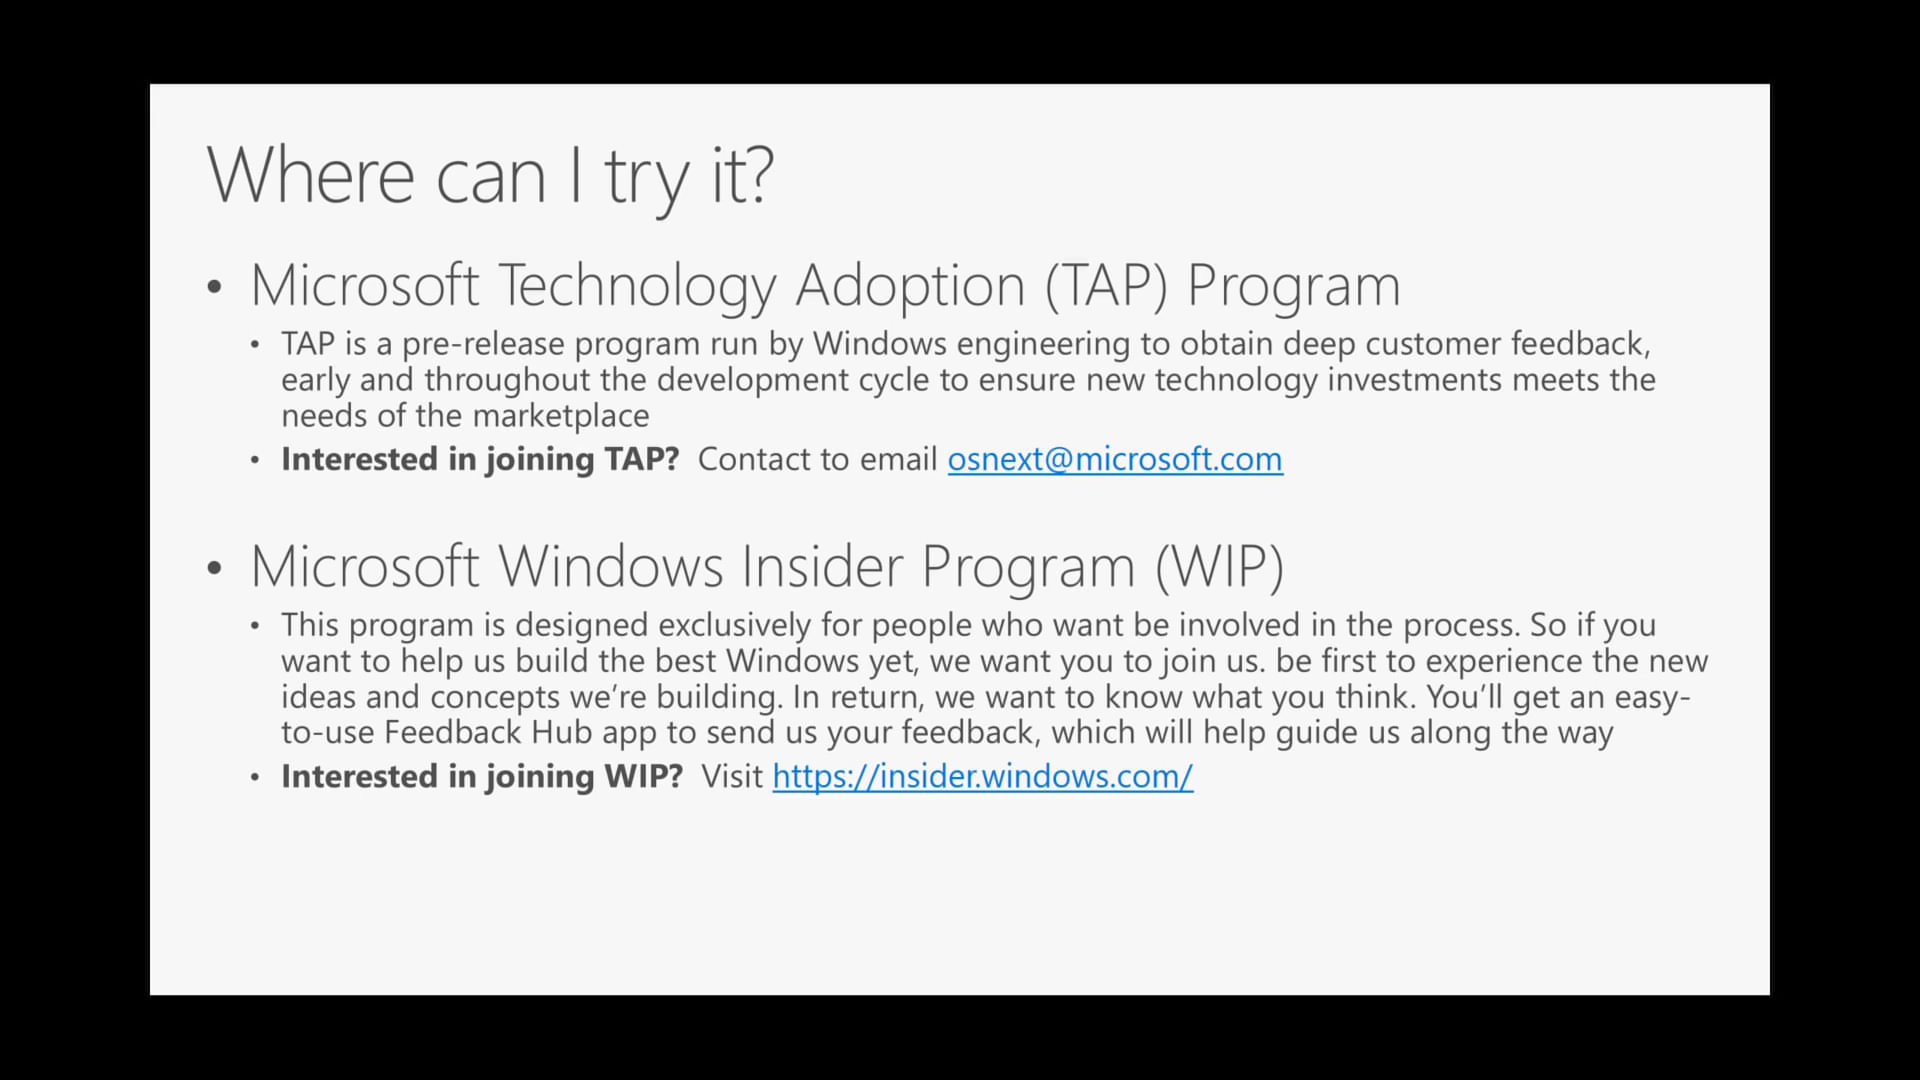 Where can I try it?
• Microsoft Technology Adoption (TAP) Program
• TAP is a pre-release program run by Windows engineering to obtain deep customer feedback,
early and throughout the development cycle to ensure new technology investments meets the
needs of the marketplace
• Interested in joining TAP?  Contact to email osnext@microsoft.com
• Microsoft Windows Insider Program (WIP)
• This program is designed exclusively for people who want be involved in the process. So if you
want to help us build the best Windows yet, we want you to join us. be first to experience the new
ideas and concepts we’re building. In return, we want to know what you think. You’ll get an easy-
to-use Feedback Hub app to send us your feedback, which will help guide us along the way
• Interested in joining WIP?  Visit https://insider.windows.com/